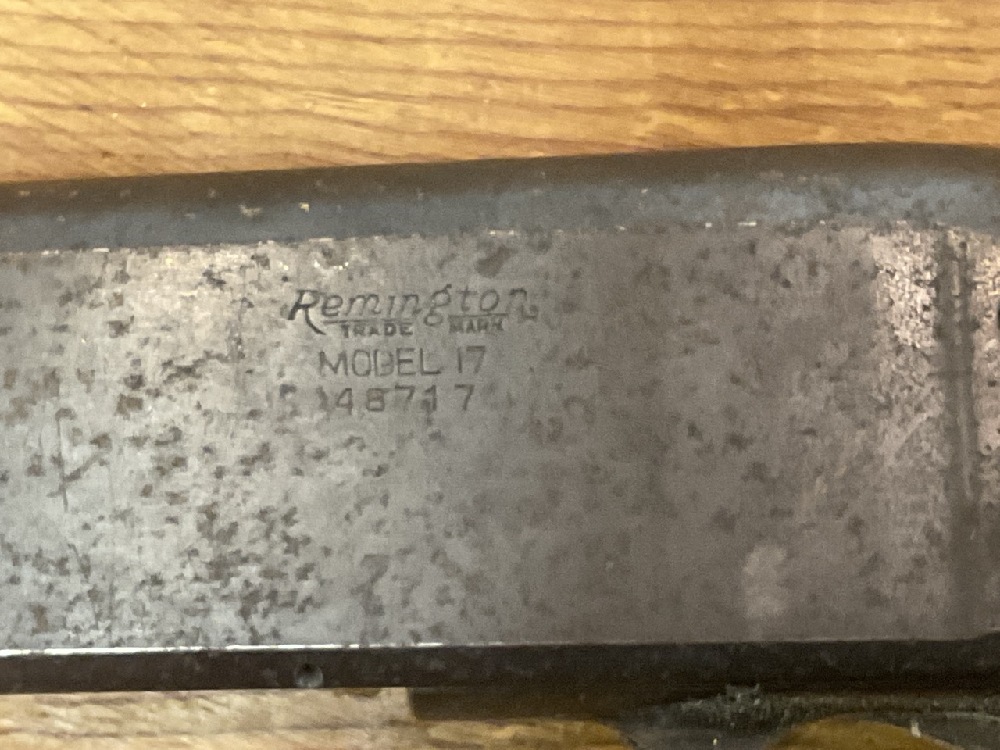 Remington
TRADE MARK
MODEL 17
48717